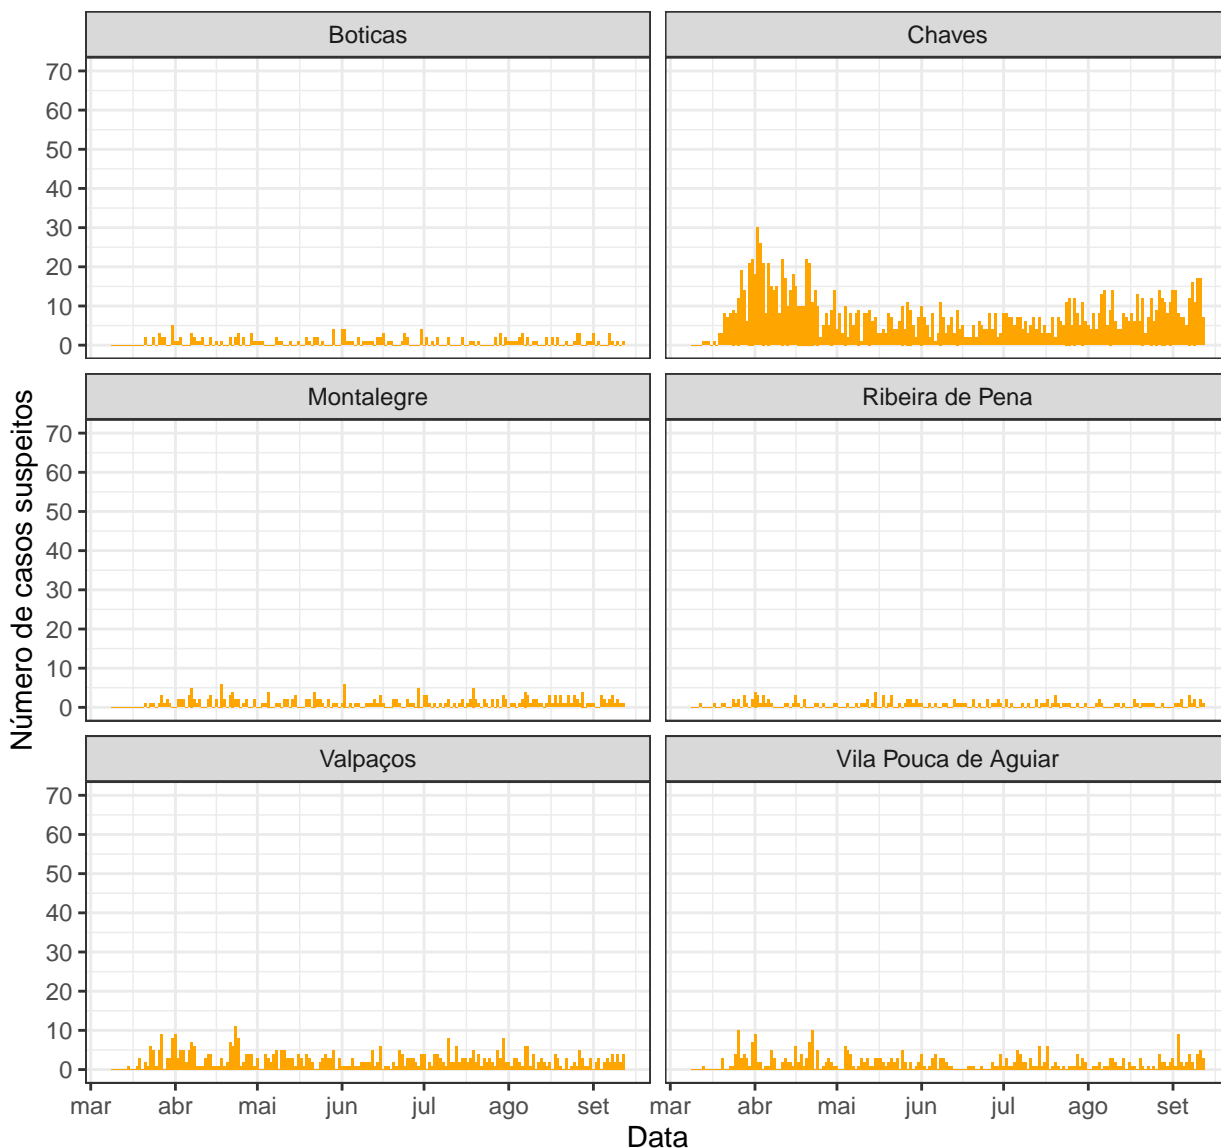 Boticas
Chaves
70
60
50
40
30
20
10
0
Montalegre
Ribeira de Pena
70
60
50
40
30
20
10
0
Valpaços
Vila Pouca de Aguiar
70
60
50
40
30
20
10
0
mar abr mai jun jul ago set
mar abr mai jun jul ago set
Número de casos suspeitos
Data